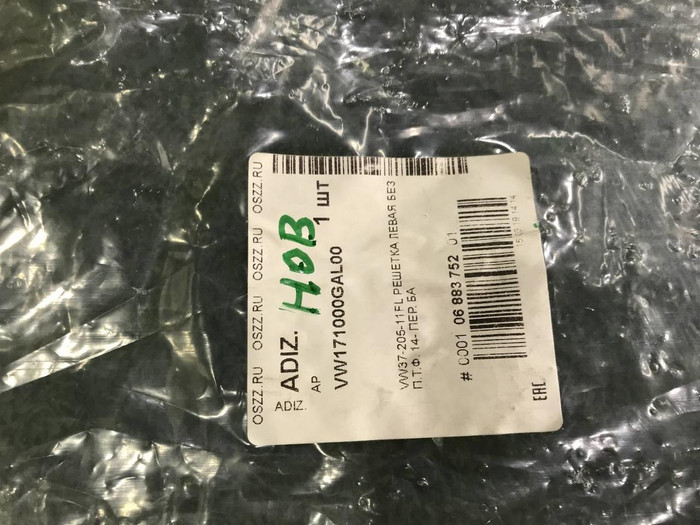 OSZZ.RU OSZZ.RU OSZZ.RU OSZZ.RU
ADIZ. НОВ 1 шт
ADIZ.
AP
VW171000GAL00
VW37-205-11FL РЕШЕТКА ЛЕВАЯ БЕЗ
П.Т.Ф. 14- ПЕР. БА
# 0001 06 883 752 01
EAC